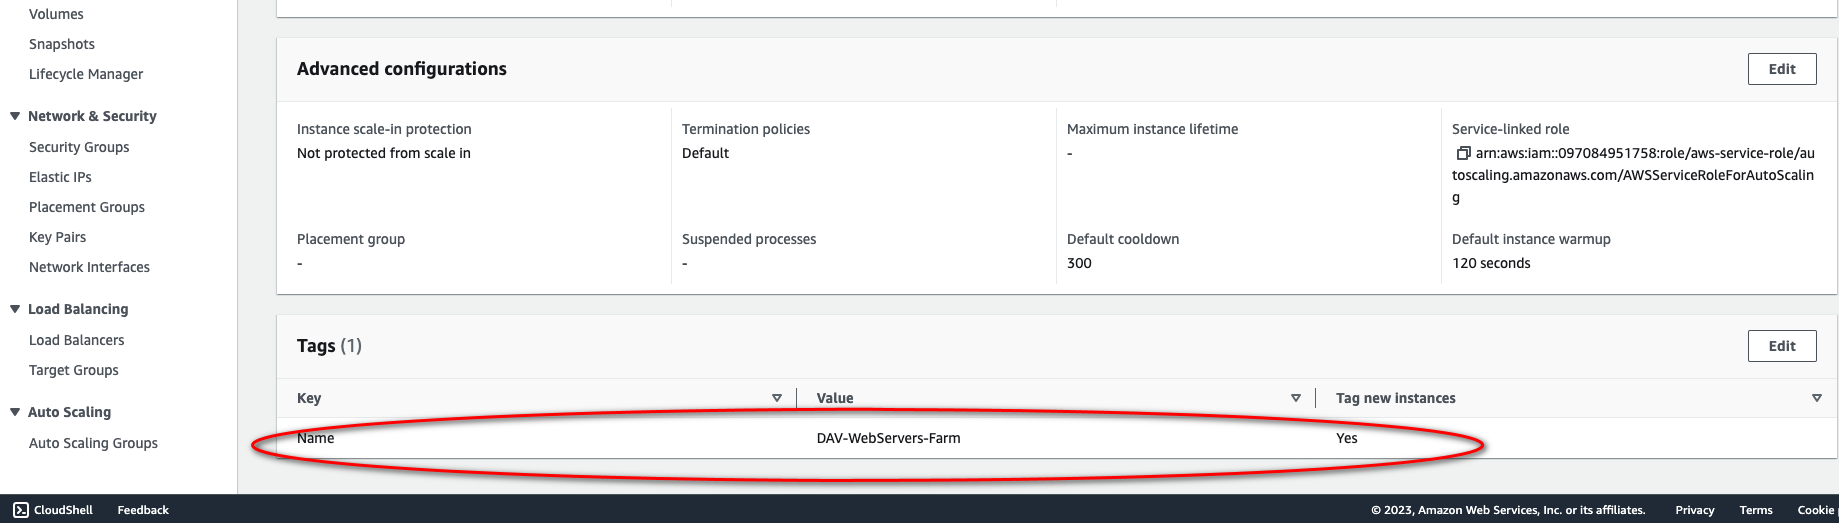 Volumes
Snapshots
Lifecycle Manager
Network & Security
Security Groups
Elastic IPs
Placement Groups
Key Pairs
Network Interfaces
Load Balancing
Load Balancers
Target Groups
Auto Scaling
Auto Scaling Groups
Advanced configurations
Edit
Instance scale-in protection
Not protected from scale in
Termination policies
Default
Maximum instance lifetime
-
Service-linked role
arn:aws:iam::097084951758:role/aws-service-role/au
toscaling.amazonaws.com/AWSServiceRoleForAutoScalin
g
Placement group
-
Suspended processes
-
Default cooldown
300
Default instance warmup
120 seconds
Tags (1)
Edit
Key Value Tag new instances
Name DAV-WebServers-Farm Yes
CloudShell Feedback © 2023, Amazon Web Services, Inc. or its affiliates. Privacy Terms Cookie